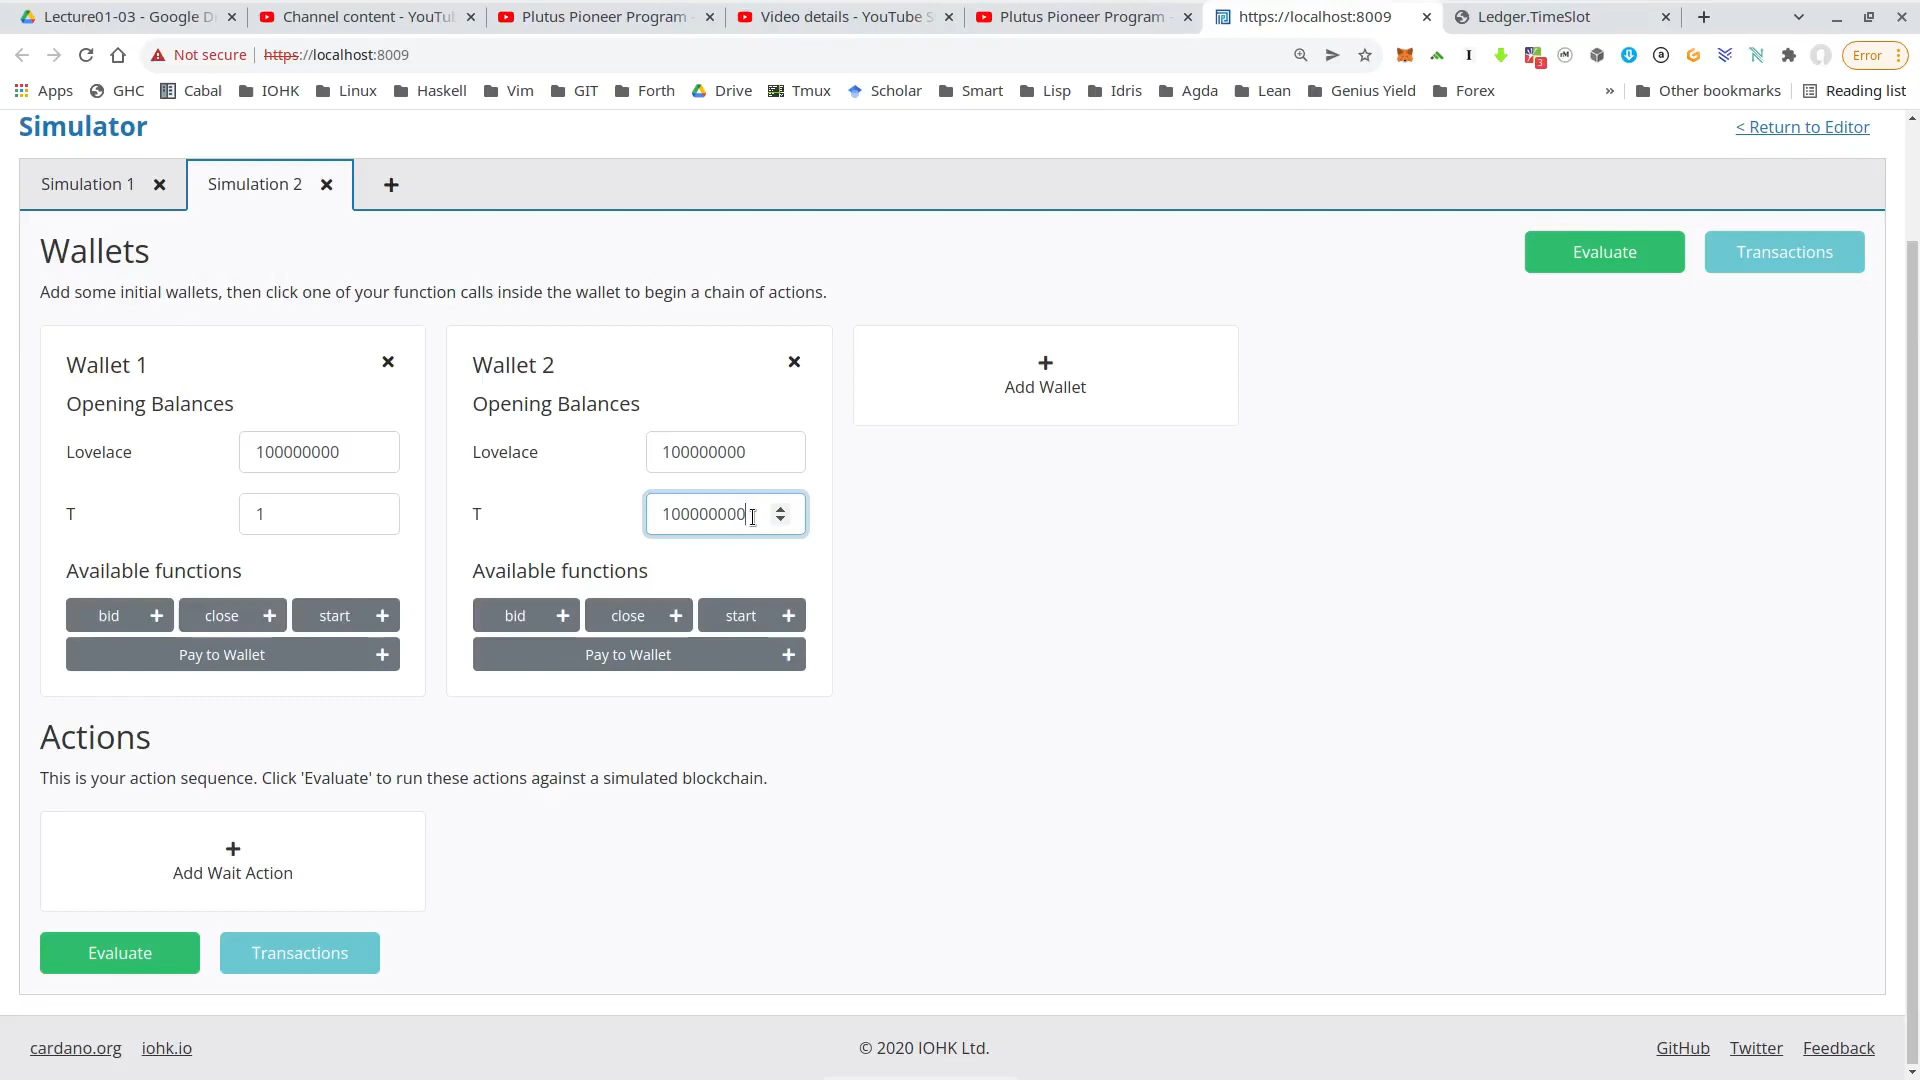 Lecture01-03 - Google D
Channel content - YouTu
Plutus Pioneer Program -
Video details - YouTube S
Plutus Pioneer Program -
https://localhost:8009
Ledger.TimeSlot
Not secure
https://localhost:8009
Error
Apps
GHC
Cabal
IOHK
Linux
Haskell
Vim
GIT
Forth
Drive
Tmux
Scholar
Smart
Lisp
Idris
Agda
Lean
Genius Yield
Forex
»
Other bookmarks
Reading list
Simulator
< Return to Editor
Simulation 1
Simulation 2
Wallets
Evaluate
Transactions
Add some initial wallets, then click one of your function calls inside the wallet to begin a chain of actions.
Wallet 1
Opening Balances
Lovelace
100000000
T
1
Available functions
bid
close
start
Pay to Wallet
Wallet 2
Opening Balances
Lovelace
100000000
T
100000000
Available functions
bid
close
start
Pay to Wallet
Add Wallet
Actions
This is your action sequence. Click 'Evaluate' to run these actions against a simulated blockchain.
Add Wait Action
Evaluate
Transactions
cardano.org
iohk.io
© 2020 IOHK Ltd.
GitHub
Twitter
Feedback